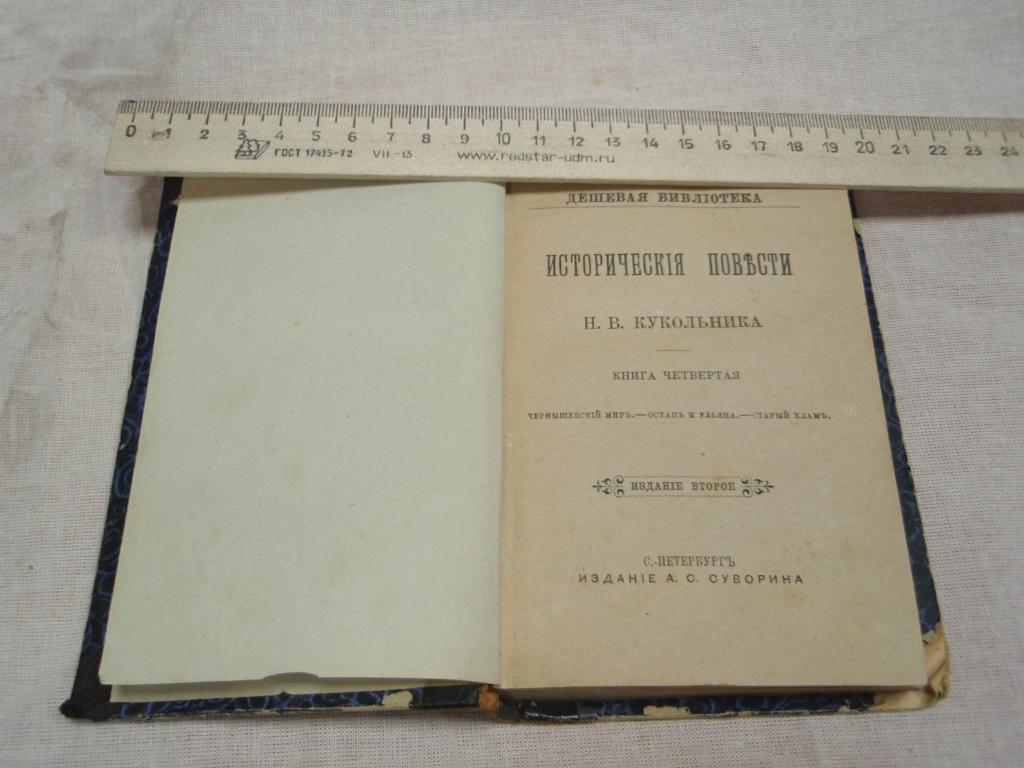 0 1 2 3 4 5 6 7 8 9 10 11 12 13 14 15 16 17 18 19 20 21 22 23 24
ГОСТ 17435-72 VII-13 www.redstar-udm.ru
ДЕШЕВАЯ БИБЛІОТЕКА
ИСТОРИЧЕСКІЯ ПОВѢСТИ
Н. В. КУКОЛЬНИКА
КНИГА ЧЕТВЕРТАЯ
ЧЕРНЫШЕВСКІЙ МИРЪ.—ОСТАПЪ И УЛЬЯНА.—СТАРЫЙ ХЛАМЪ.
ИЗДАНІЕ ВТОРОЕ
С.-ПЕТЕРБУРГЪ
ИЗДАНІЕ А. С. СУВОРИНА